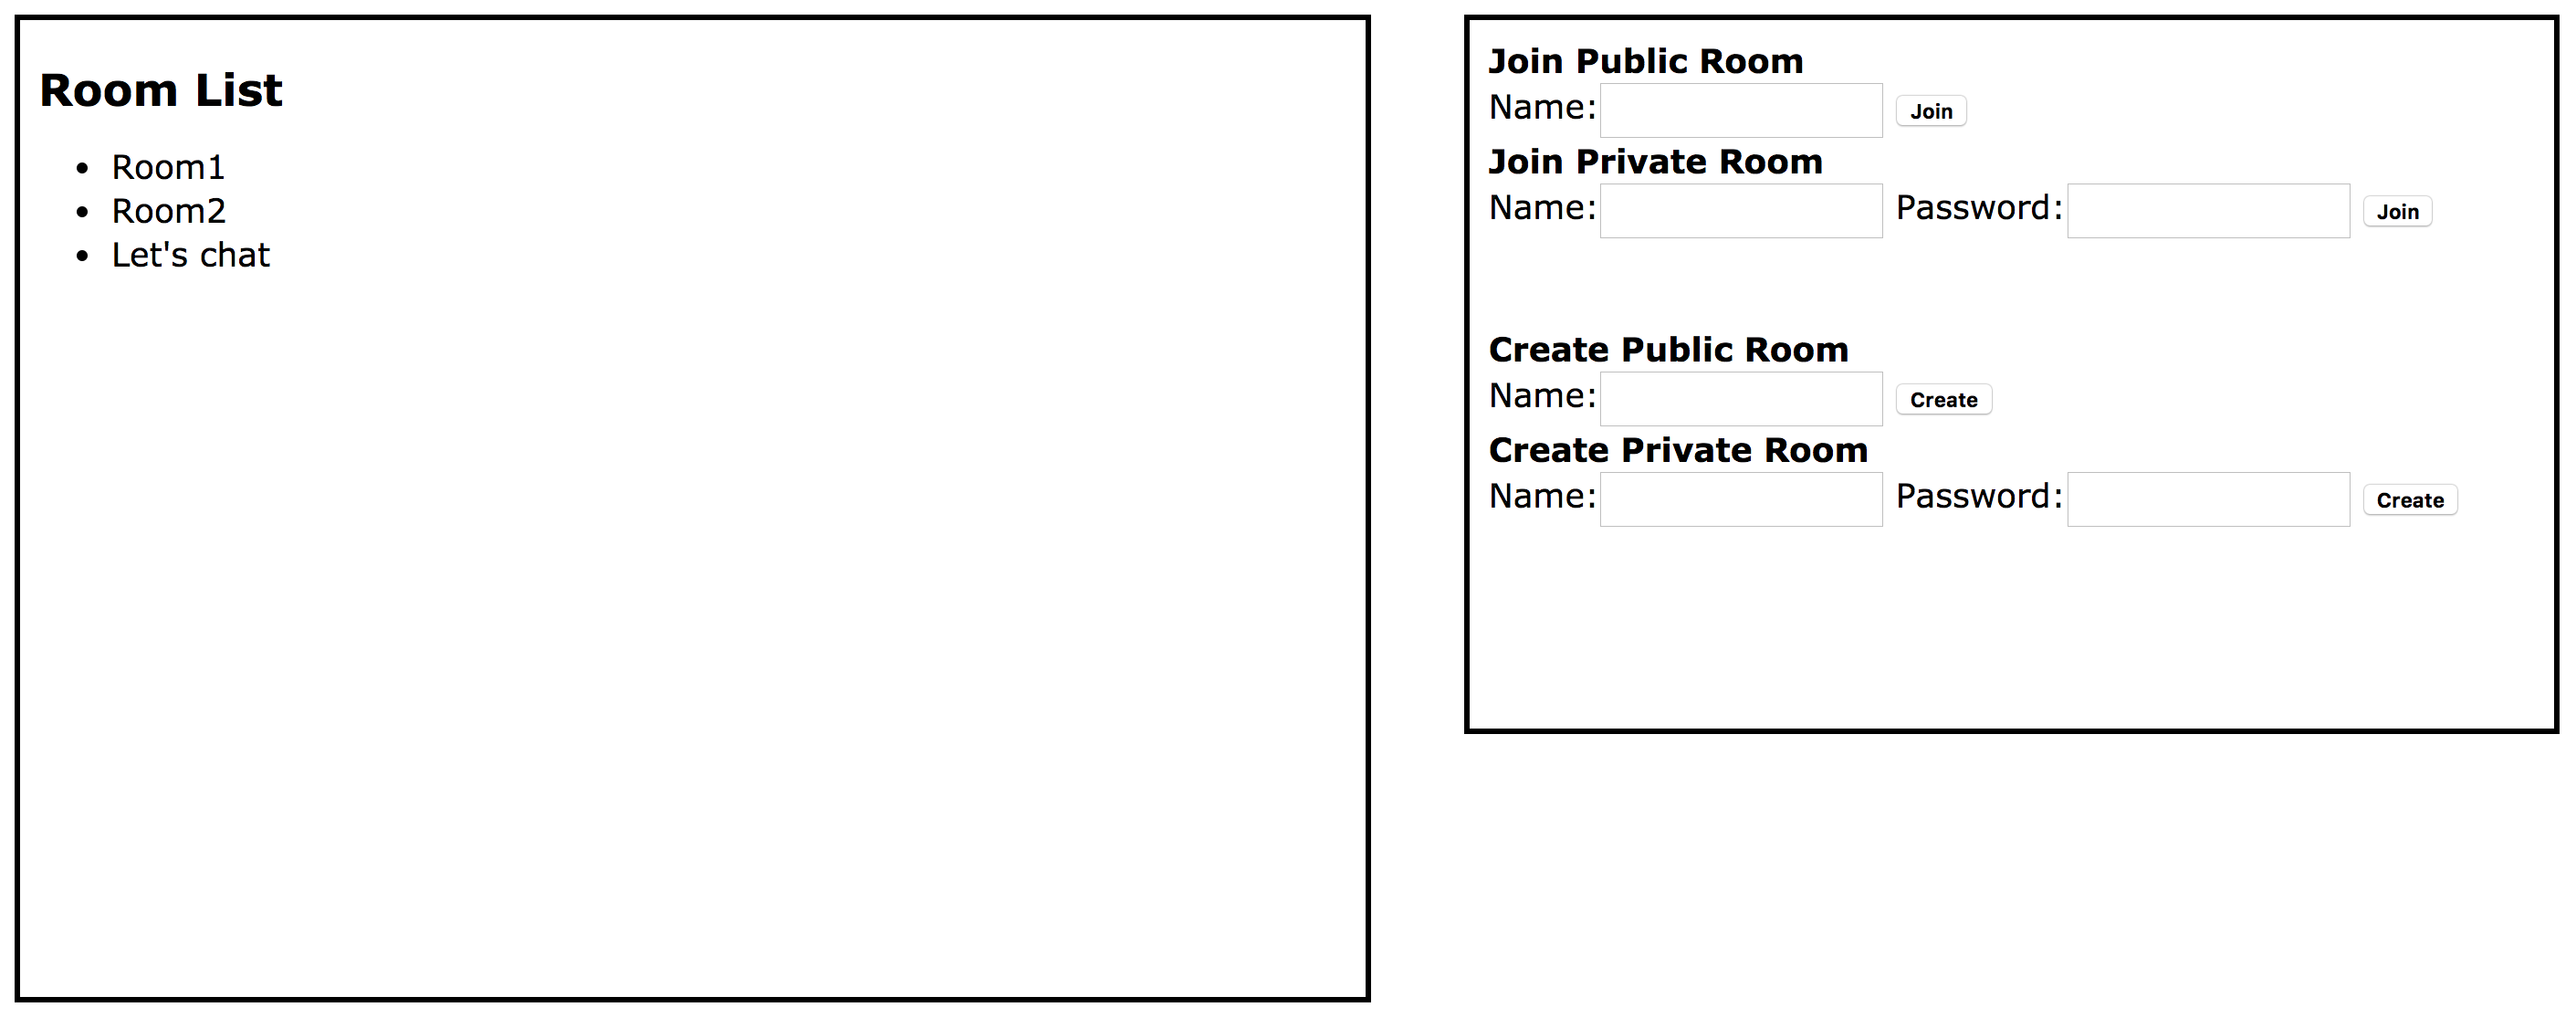 Room List
Room1
Room2
Let's chat
Join Public Room
Name: Join
Join Private Room
Name: Password: Join
Create Public Room
Name: Create
Create Private Room
Name: Password: Create